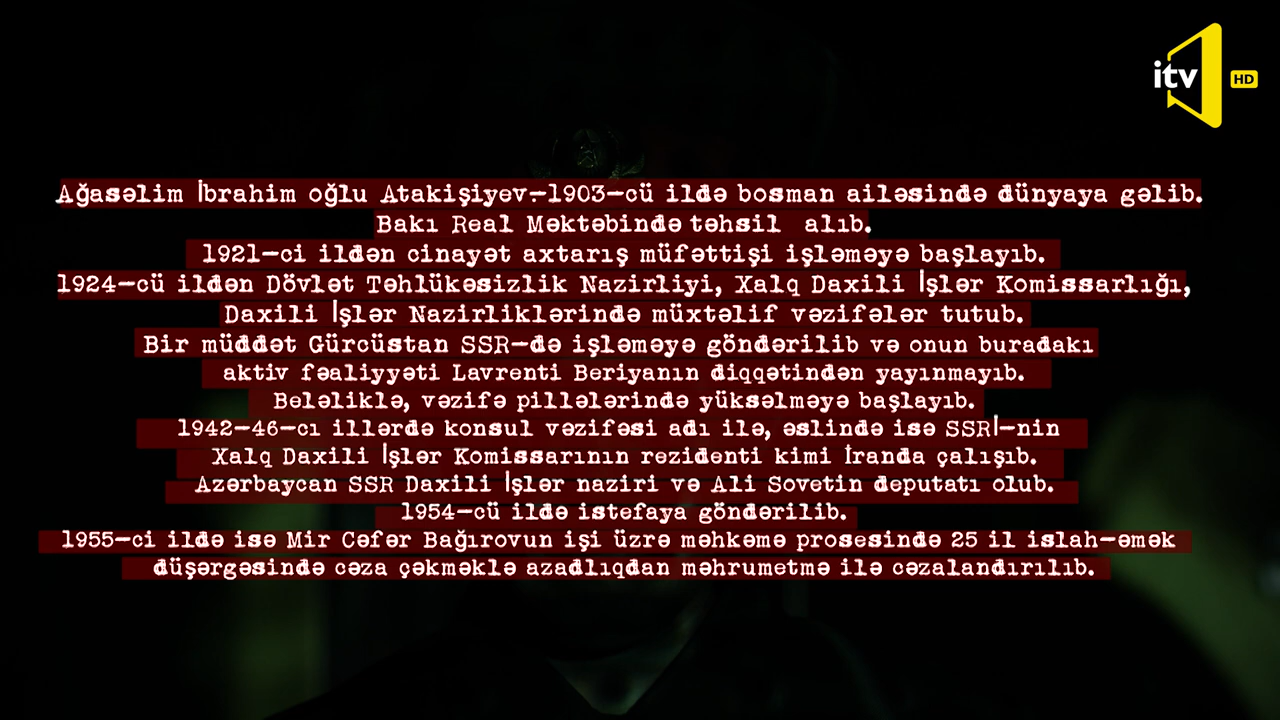 itv
HD
Ağasəlim İbrahim oğlu Atakişiyev.-1903-cü ildə bosman ailəsində dünyaya gəlib.
Bakı Real Məktəbində təhsil alıb.
1921-ci ildən cinayət axtarış müfəttişi işləməyə başlayıb.
1924-cü ildən Dövlət Təhlükəsizlik Nazirliyi, Xalq Daxili İşlər Komissarlığı,
Daxili İşlər Nazirliklərində müxtəlif vəzifələr tutub.
Bir müddət Gürcüstan SSR-də işləməyə göndərilib və onun buradakı
aktiv fəaliyyəti Lavrenti Beriyanın diqqətindən yayınmayıb.
Beləliklə, vəzifə pillələrində yüksəlməyə başlayıb.
1942-46-cı illərdə konsul vəzifəsi adı ilə, əslində isə SSRİ-nin
Xalq Daxili İşlər Komissarının rezidenti kimi İranda çalışıb.
Azərbaycan SSR Daxili İşlər naziri və Ali Sovetin deputatı olub.
1954-cü ildə istefaya göndərilib.
1955-ci ildə isə Mir Cəfər Bağırovun işi üzrə məhkəmə prosesində 25 il islah-əmək
düşərgəsində cəza çəkməklə azadlıqdan məhrumetmə ilə cəzalandırılıb.